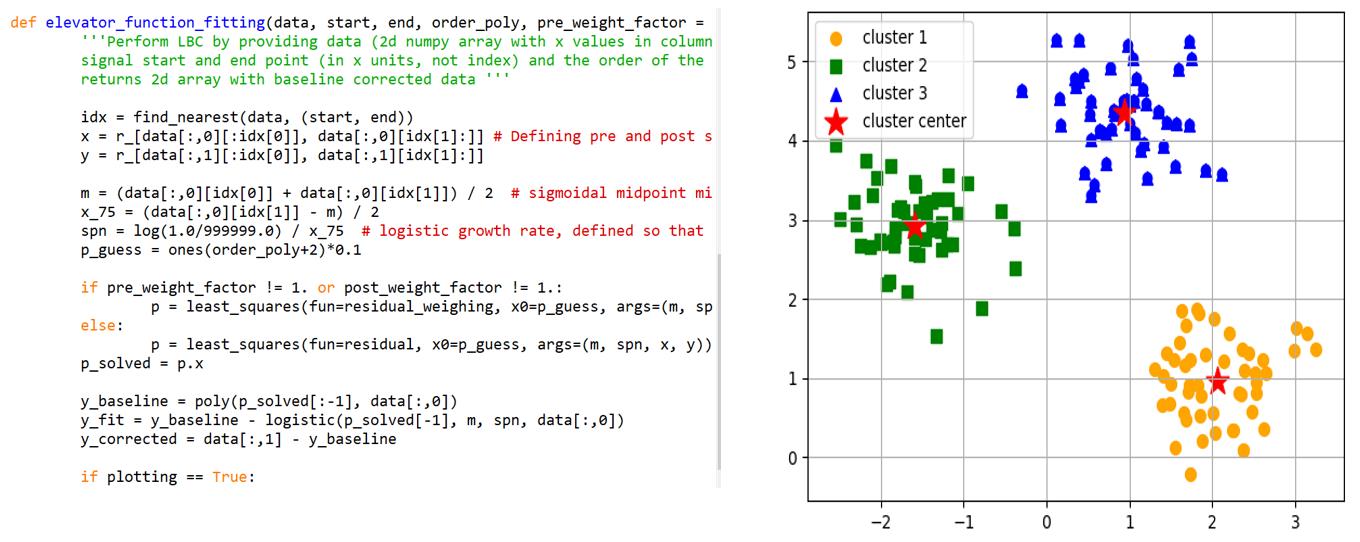 def elevator_function_fitting(data, start, end, order_poly, pre_weight_factor =
'''Perform LBC by providing data (2d numpy array with x values in column
signal start and end point (in x units, not index) and the order of the
returns 2d array with baseline corrected data '''
idx = find_nearest(data, (start, end))
x = r_[data[:,0][:idx[0]], data[:,0][idx[1]:]] # Defining pre and post s
y = r_[data[:,1][:idx[0]], data[:,1][idx[1]:]]
m = (data[:,0][idx[0]] + data[:,0][idx[1]]) / 2  # sigmoidal midpoint mi
x_75 = (data[:,0][idx[1]] - m) / 2
spn = log(1.0/999999.0) / x_75  # logistic growth rate, defined so that
p_guess = ones(order_poly+2)*0.1
if pre_weight_factor != 1. or post_weight_factor != 1.:
p = least_squares(fun=residual_weighing, x0=p_guess, args=(m, sp
else:
p = least_squares(fun=residual, x0=p_guess, args=(m, spn, x, y))
p_solved = p.x
y_baseline = poly(p_solved[:-1], data[:,0])
y_fit = y_baseline - logistic(p_solved[-1], m, spn, data[:,0])
y_corrected = data[:,1] - y_baseline
if plotting == True:
cluster 1
cluster 2
cluster 3
cluster center
5
4
3
2
1
0
−2
−1
0
1
2
3